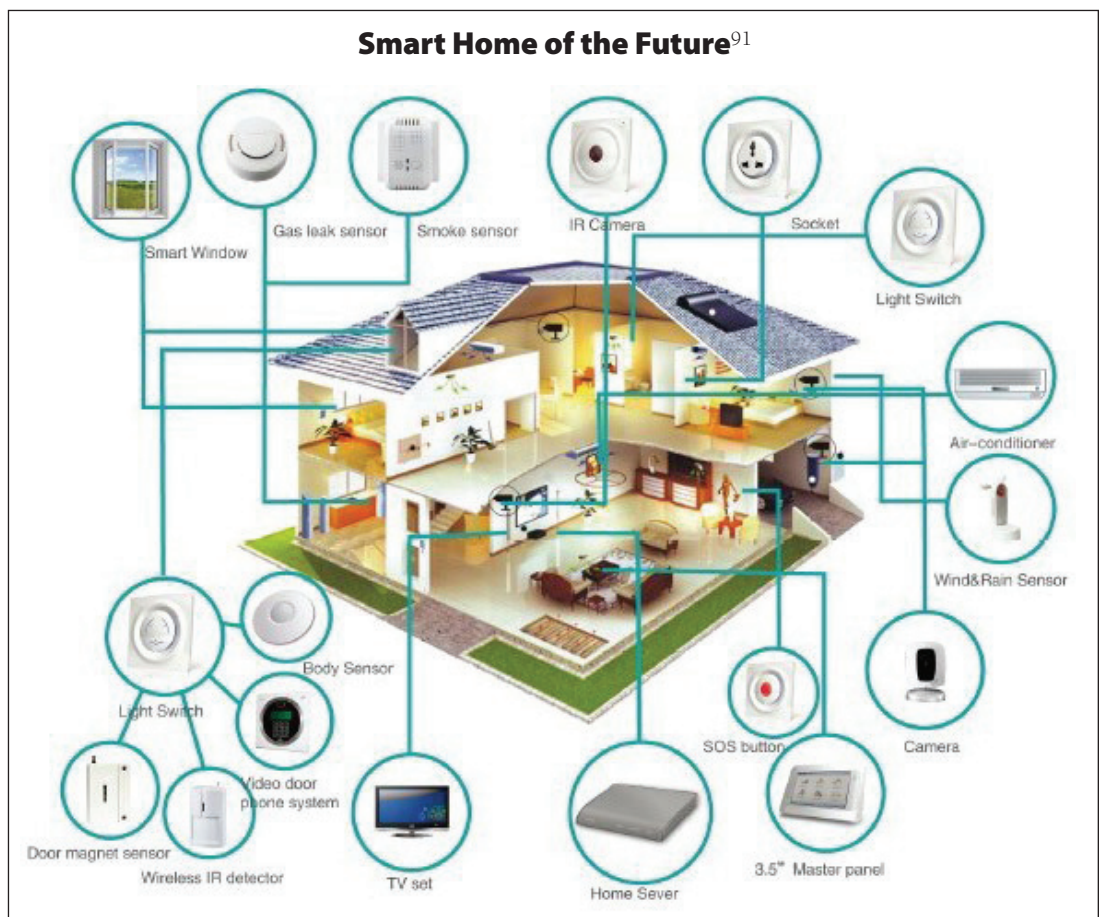 Smart Home of the Future91
Smart Window
Gas leak sensor
Smoke sensor
IR Camera
Socket
Light Switch
Air-conditioner
Wind&Rain Sensor
Body Sensor
Light Switch
Video door
phone system
Door magnet sensor
Wireless IR detector
TV set
Home Sever
SOS button
3.5" Master panel
Camera